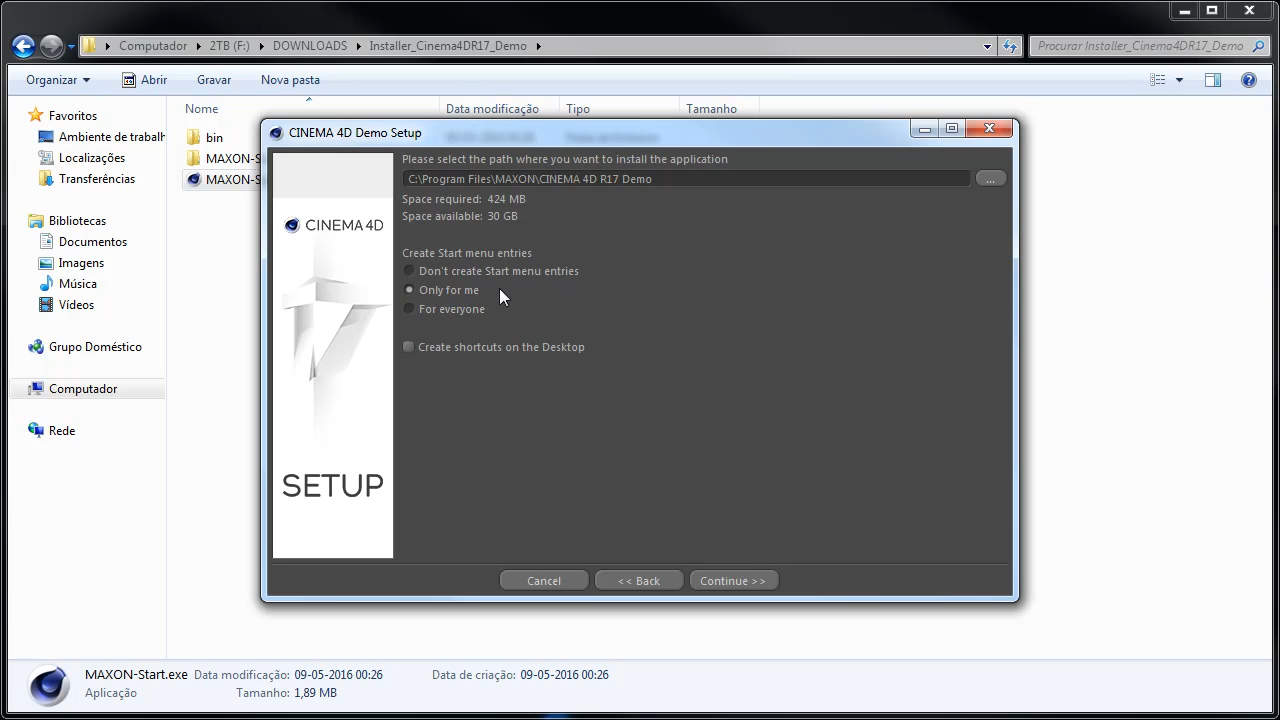 Computador
2TB (F:)
DOWNLOADS
Installer_Cinema4DR17_Demo
Procurar Installer_Cinema4DR17_Demo
Organizar
Abrir
Gravar
Nova pasta
Nome
Data modificação
Tipo
Tamanho
Favoritos
Ambiente de trabalh
Localizações
Transferências
Bibliotecas
Documentos
Imagens
Música
Vídeos
Grupo Doméstico
Computador
Rede
bin
MAXON-S
MAXON-St
CINEMA 4D Demo Setup
CINEMA 4D
SETUP
Please select the path where you want to install the application
C:\Program Files\MAXON\CINEMA 4D R17 Demo
...
Space required: 424 MB
Space available: 30 GB
Create Start menu entries
Don't create Start menu entries
Only for me
For everyone
Create shortcuts on the Desktop
Cancel
<< Back
Continue >>
MAXON-Start.exe
Data modificação: 09-05-2016 00:26
Data de criação: 09-05-2016 00:26
Aplicação
Tamanho: 1,89 MB